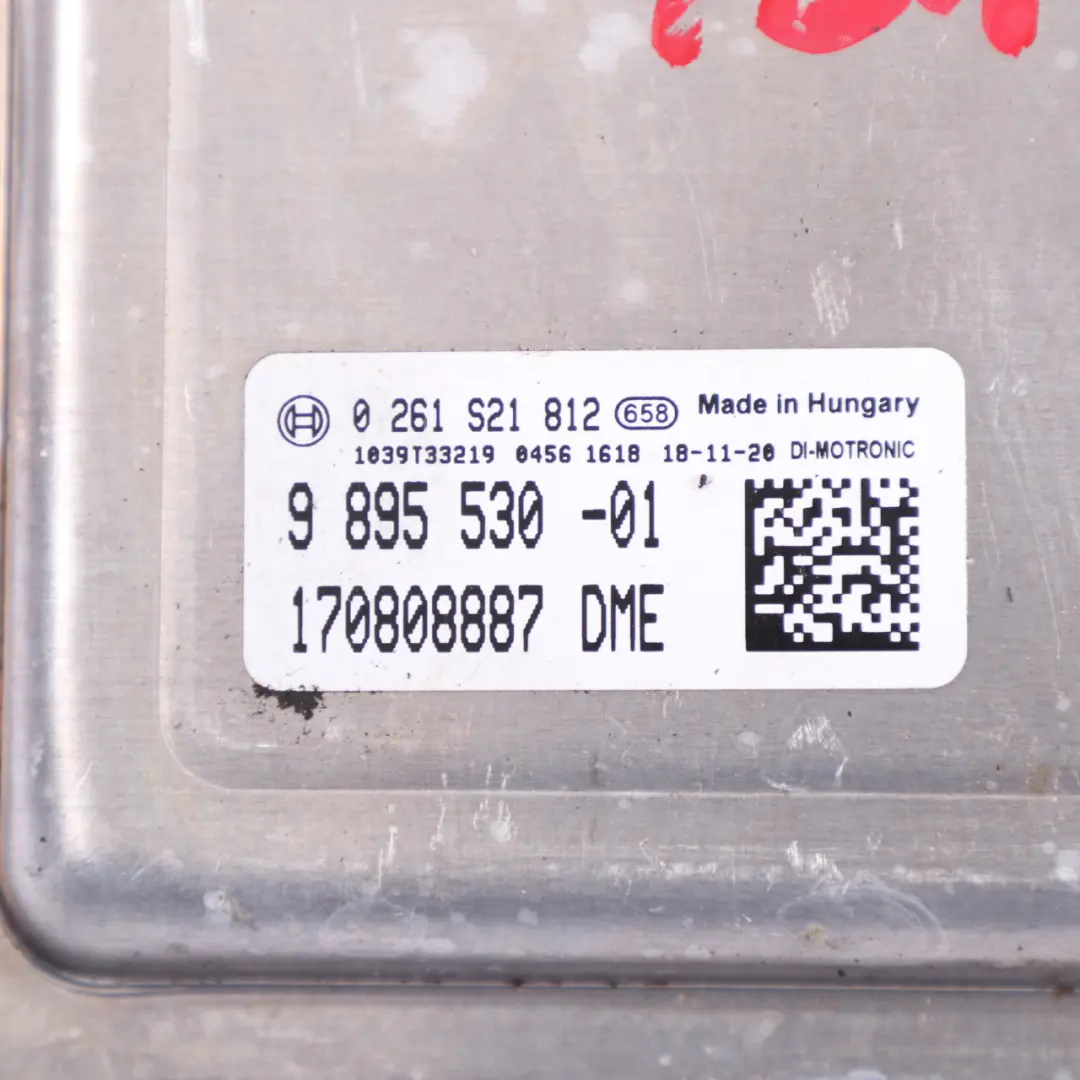 0 261 S21 812 658 Made in Hungary
1039T33219 0456 1618 18-11-20 DI-MOTRONIC
9 895 530 -01
170808887 DME